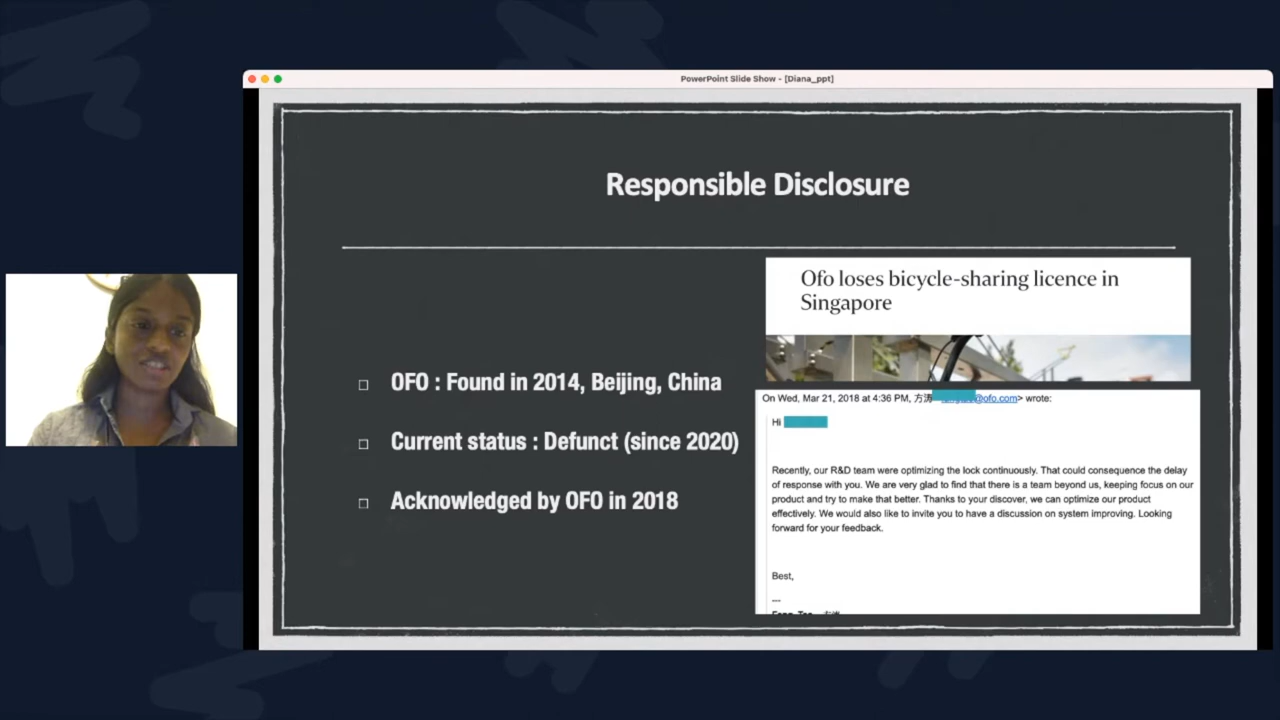 PowerPoint Slide Show - [Diana_ppt]
Responsible Disclosure
Ofo loses bicycle-sharing licence in
Singapore
OFO : Found in 2014, Beijing, China
Current status : Defunct (since 2020)
Acknowledged by OFO in 2018
On Wed, Mar 21, 2018 at 4:36 PM, 方涛 @ofo.com> wrote:
Hi
Recently, our R&D team were optimizing the lock continuously. That could consequence the delay
of response with you. We are very glad to find that there is a team beyond us, keeping focus on our
product and try to make that better. Thanks to your discover, we can optimize our product
effectively. We would also like to invite you to have a discussion on system improving. Looking
forward for your feedback.
Best,
---